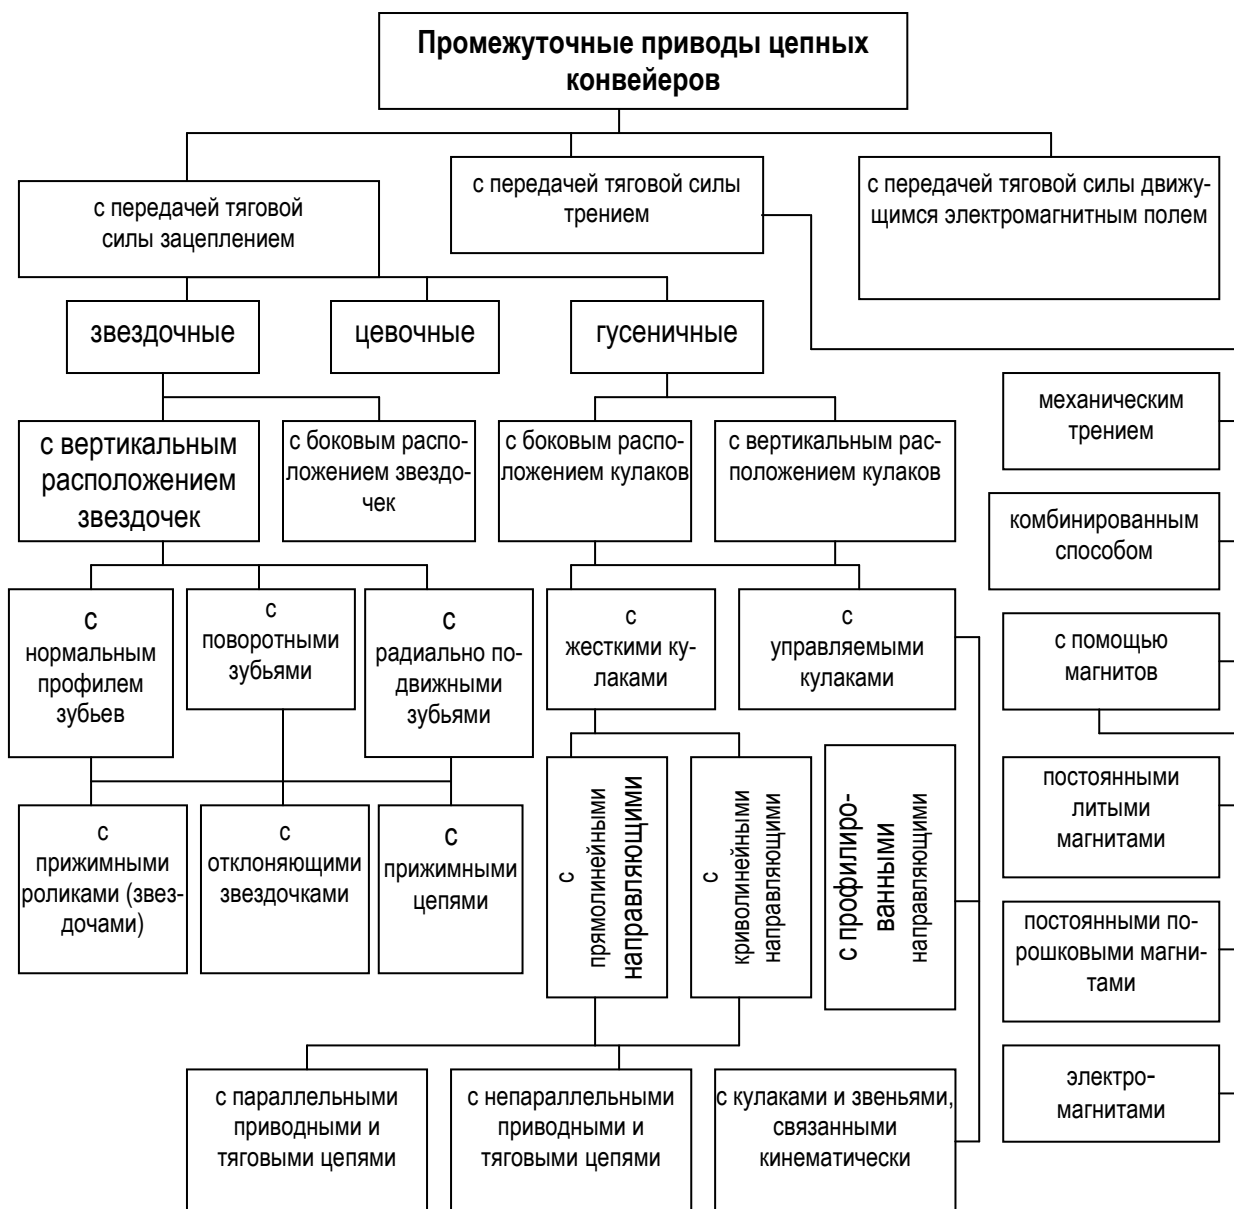 Промежуточные приводы цепных
конвейеров
с передачей тяговой
силы зацеплением
с передачей тяговой силы
трением
с передачей тяговой силы движу-
щимся электромагнитным полем
звездочные
цевочные
гусеничные
механическим
трением
с вертикальным
расположением
звездочек
с боковым распо-
ложением звездо-
чек
с боковым распо-
ложением кулаков
с вертикальным рас-
положением кулаков
комбинированным
способом
с
нормальным
профилем
зубьев
с
поворотными
зубьями
с
радиально по-
движными
зубьями
с
жесткими ку-
лаками
с
управляемыми
кулаками
с помощью
магнитов
с
прижимными
роликами (звез-
дочами)
с
отклоняющими
звездочками
с
прижимными
цепями
с
прямолинейными
направляющими
с
криволинейными
направляющими
с профилиро-
ванными
направляющими
постоянными
литыми
магнитами
постоянными по-
рошковыми магни-
тами
электро-
магнитами
с параллельными
приводными и
тяговыми цепями
с непараллельными
приводными и
тяговыми цепями
с кулаками и звеньями,
связанными
кинематически